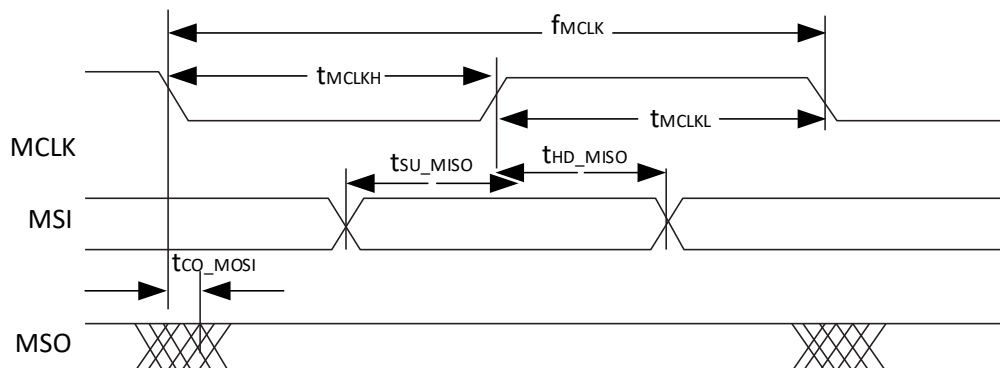 fMCLK
tMCLKH
tMCLKL
MCLK
tSU_MISO
tHD_MISO
MSI
tCO_MOSI
MSO